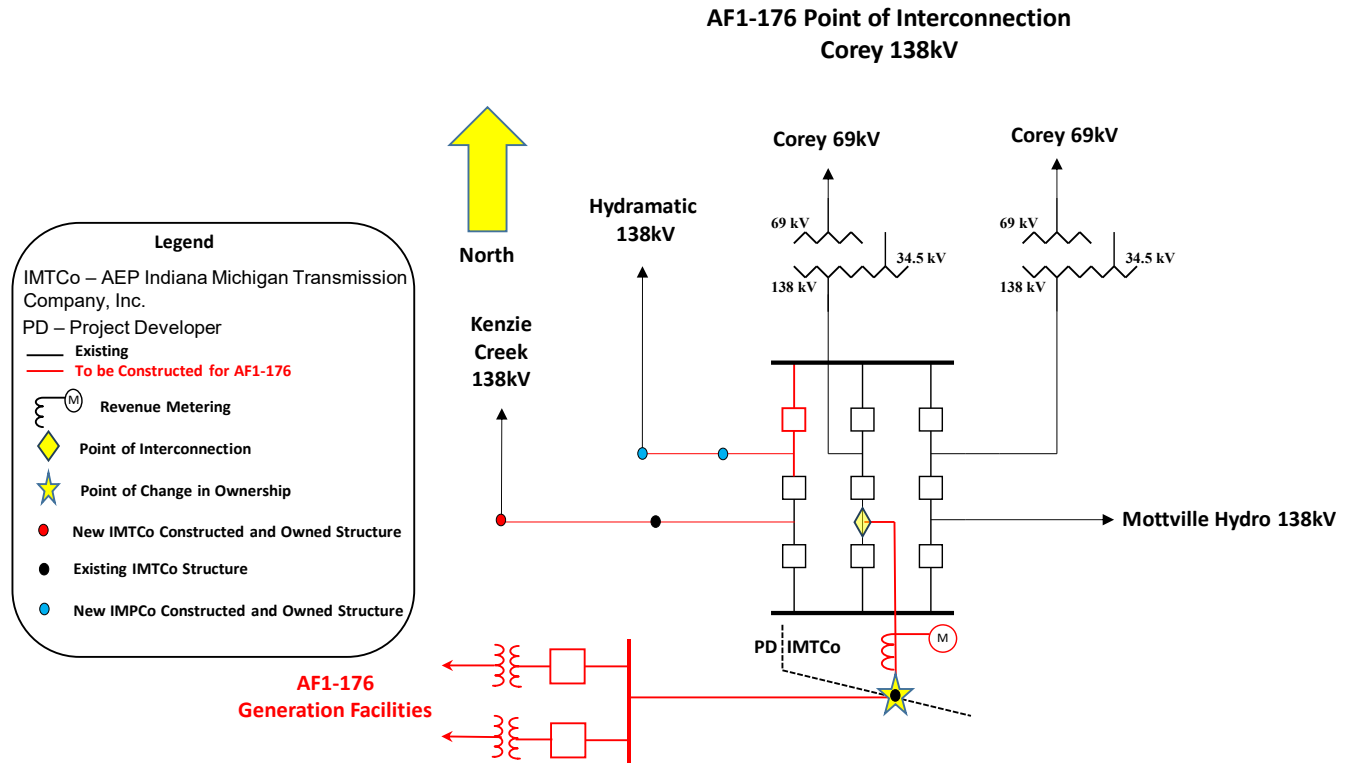 AF1-176 Point of Interconnection
Corey 138kV
North
Hydramatic
138kV
Kenzie
Creek
138kV
Corey 69kV
69 kV
34.5 kV
138 kV
Corey 69kV
69 kV
34.5 kV
138 kV
Mottville Hydro 138kV
Legend
IMTCo – AEP Indiana Michigan Transmission
Company, Inc.
PD – Project Developer
Existing
To be Constructed for AF1-176
M
Revenue Metering
Point of Interconnection
Point of Change in Ownership
New IMTCo Constructed and Owned Structure
Existing IMTCo Structure
New IMPCo Constructed and Owned Structure
PD IMTCo
M
AF1-176
Generation Facilities